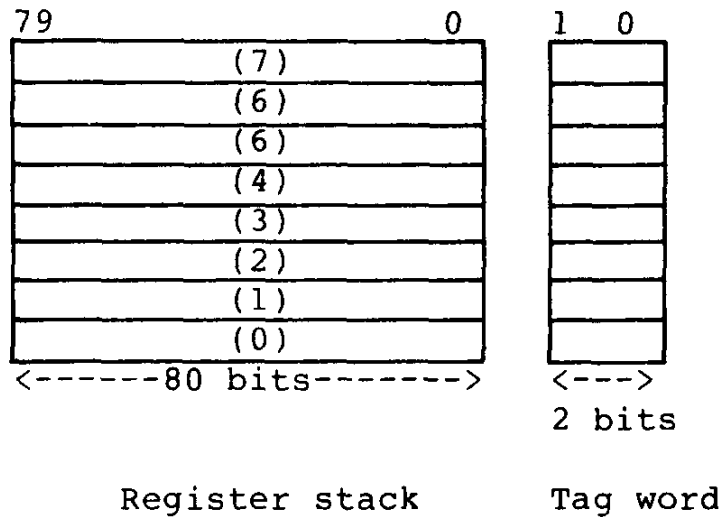 79 0 1 0
(7)
(6)
(6)
(4)
(3)
(2)
(1)
(0)
<------80 bits-------> <--->
2 bits
Register stack Tag word